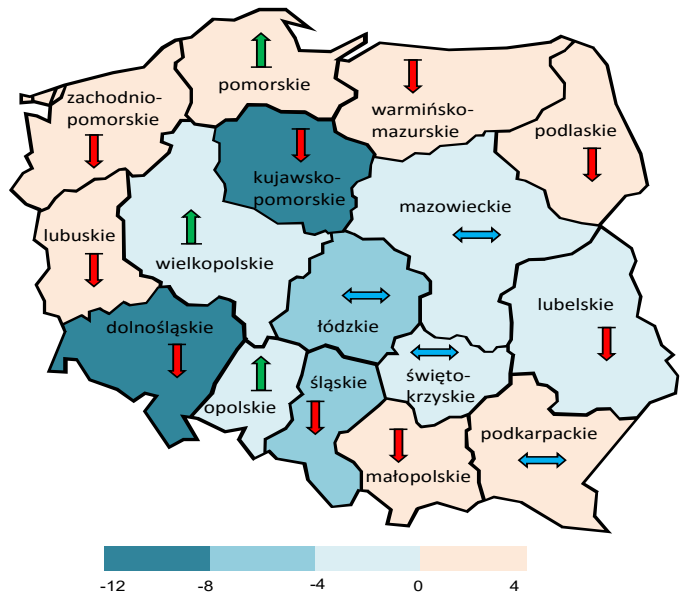 pomorskie
zachodnio-
pomorskie
warmińsko-
mazurskie
podlaskie
kujawsko-
pomorskie
mazowieckie
lubuskie
wielkopolskie
dolnośląskie
łódzkie
lubelskie
opolskie
śląskie
święto-
krzyskie
małopolskie
podkarpackie
-12 -8 -4 0 4